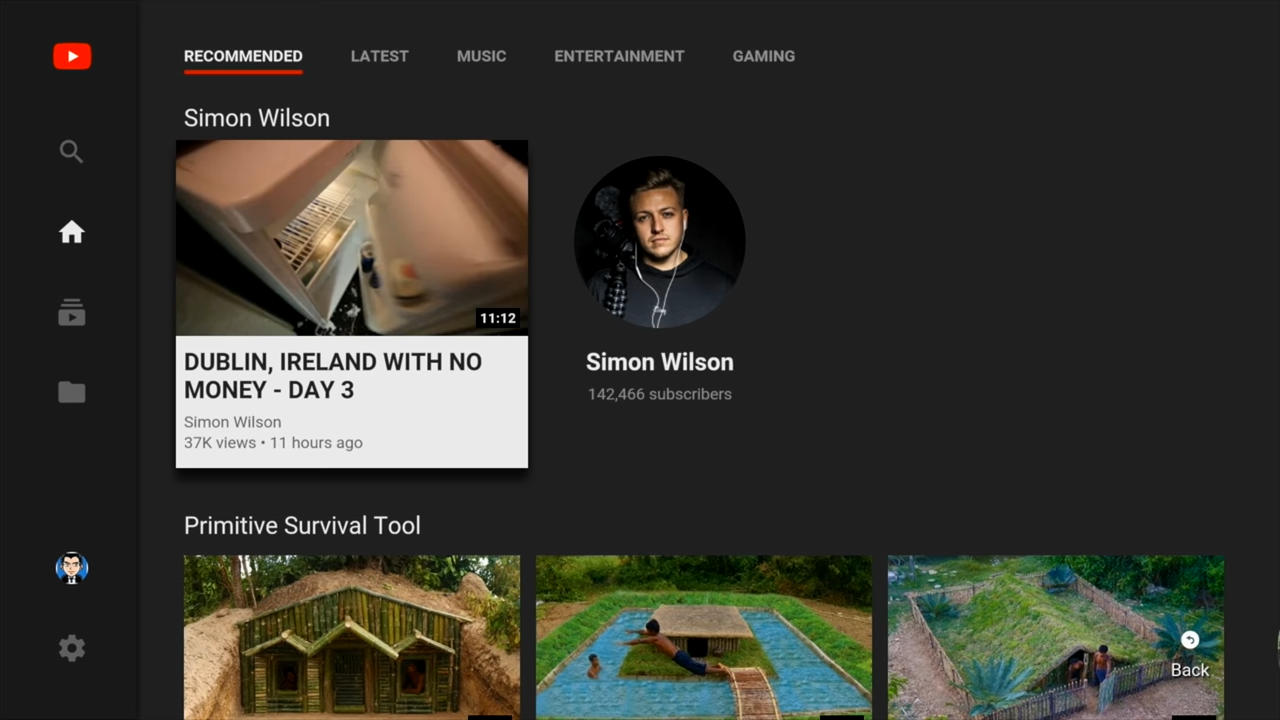 RECOMMENDED LATEST MUSIC ENTERTAINMENT GAMING
Simon Wilson
11:12
DUBLIN, IRELAND WITH NO
MONEY - DAY 3
Simon Wilson
37K views • 11 hours ago
Simon Wilson
142,466 subscribers
Primitive Survival Tool
Back